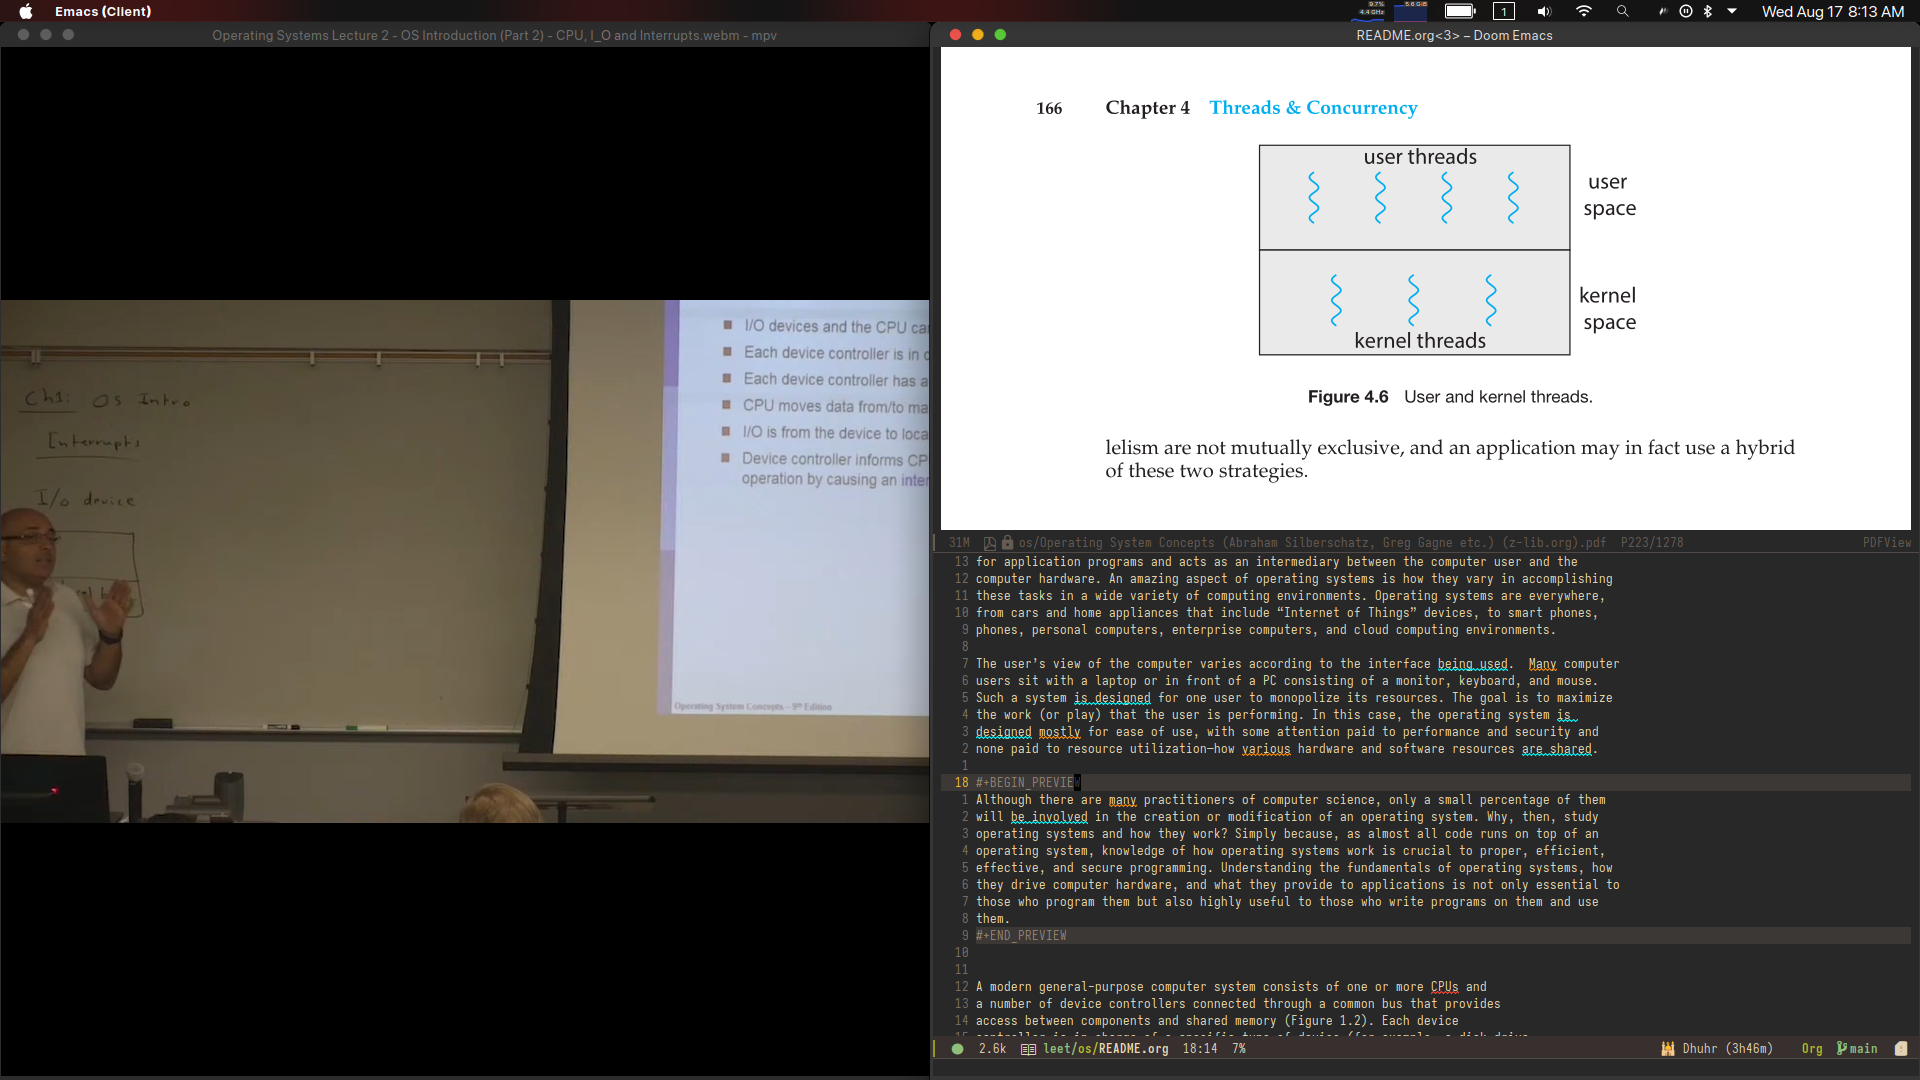 Emacs (Client)
9.7%
4.4 GHz
5.6 GiB
1
Wed Aug 17 8:13 AM
Operating Systems Lecture 2 - OS Introduction (Part 2) - CPU, I_O and Interrupts.webm - mpv
Ch1: OS Intro
Interrupts
I/O device
I/O devices and the CPU ca
Each device controller is in
Each device controller has a
CPU moves data from/to ma
I/O is from the device to loca
Device controller informs CP
operation by causing an inter
Operating System Concepts – 9th Edition
README.org<3> – Doom Emacs
166 Chapter 4 Threads & Concurrency
user threads
user
space
kernel
space
kernel threads
Figure 4.6 User and kernel threads.
lelism are not mutually exclusive, and an application may in fact use a hybrid
of these two strategies.
31M os/Operating System Concepts (Abraham Silberschatz, Greg Gagne etc.) (z-lib.org).pdf P223/1278 PDFView
13 for application programs and acts as an intermediary between the computer user and the
12 computer hardware. An amazing aspect of operating systems is how they vary in accomplishing
11 these tasks in a wide variety of computing environments. Operating systems are everywhere,
10 from cars and home appliances that include “Internet of Things” devices, to smart phones,
9 phones, personal computers, enterprise computers, and cloud computing environments.
8
7 The user’s view of the computer varies according to the interface being used. Many computer
6 users sit with a laptop or in front of a PC consisting of a monitor, keyboard, and mouse.
5 Such a system is designed for one user to monopolize its resources. The goal is to maximize
4 the work (or play) that the user is performing. In this case, the operating system is
3 designed mostly for ease of use, with some attention paid to performance and security and
2 none paid to resource utilization—how various hardware and software resources are shared.
1
18 #+BEGIN_PREVIEW
1 Although there are many practitioners of computer science, only a small percentage of them
2 will be involved in the creation or modification of an operating system. Why, then, study
3 operating systems and how they work? Simply because, as almost all code runs on top of an
4 operating system, knowledge of how operating systems work is crucial to proper, efficient,
5 effective, and secure programming. Understanding the fundamentals of operating systems, how
6 they drive computer hardware, and what they provide to applications is not only essential to
7 those who program them but also highly useful to those who write programs on them and use
8 them.
9 #+END_PREVIEW
10
11
12 A modern general-purpose computer system consists of one or more CPUs and
13 a number of device controllers connected through a common bus that provides
14 access between components and shared memory (Figure 1.2). Each device
2.6k leet/os/README.org 18:14 7% Dhuhr (3h46m) Org main